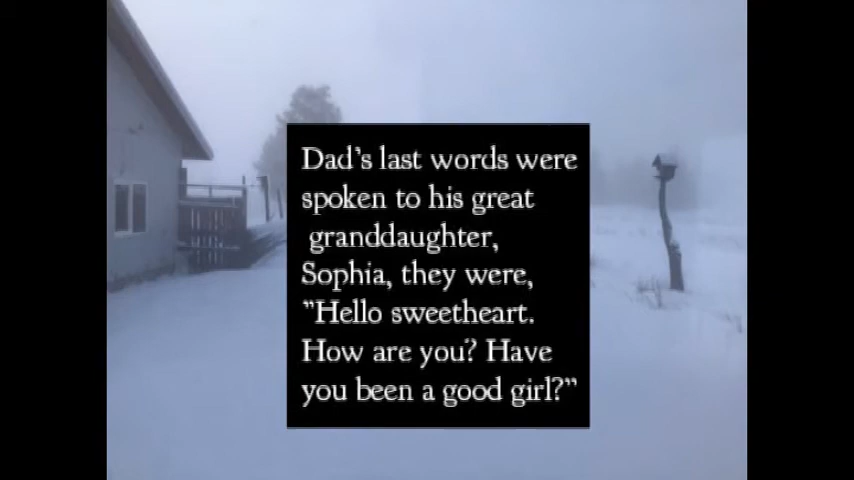 Dad's last words were
spoken to his great
granddaughter,
Sophia, they were,
"Hello sweetheart.
How are you? Have
you been a good girl?"